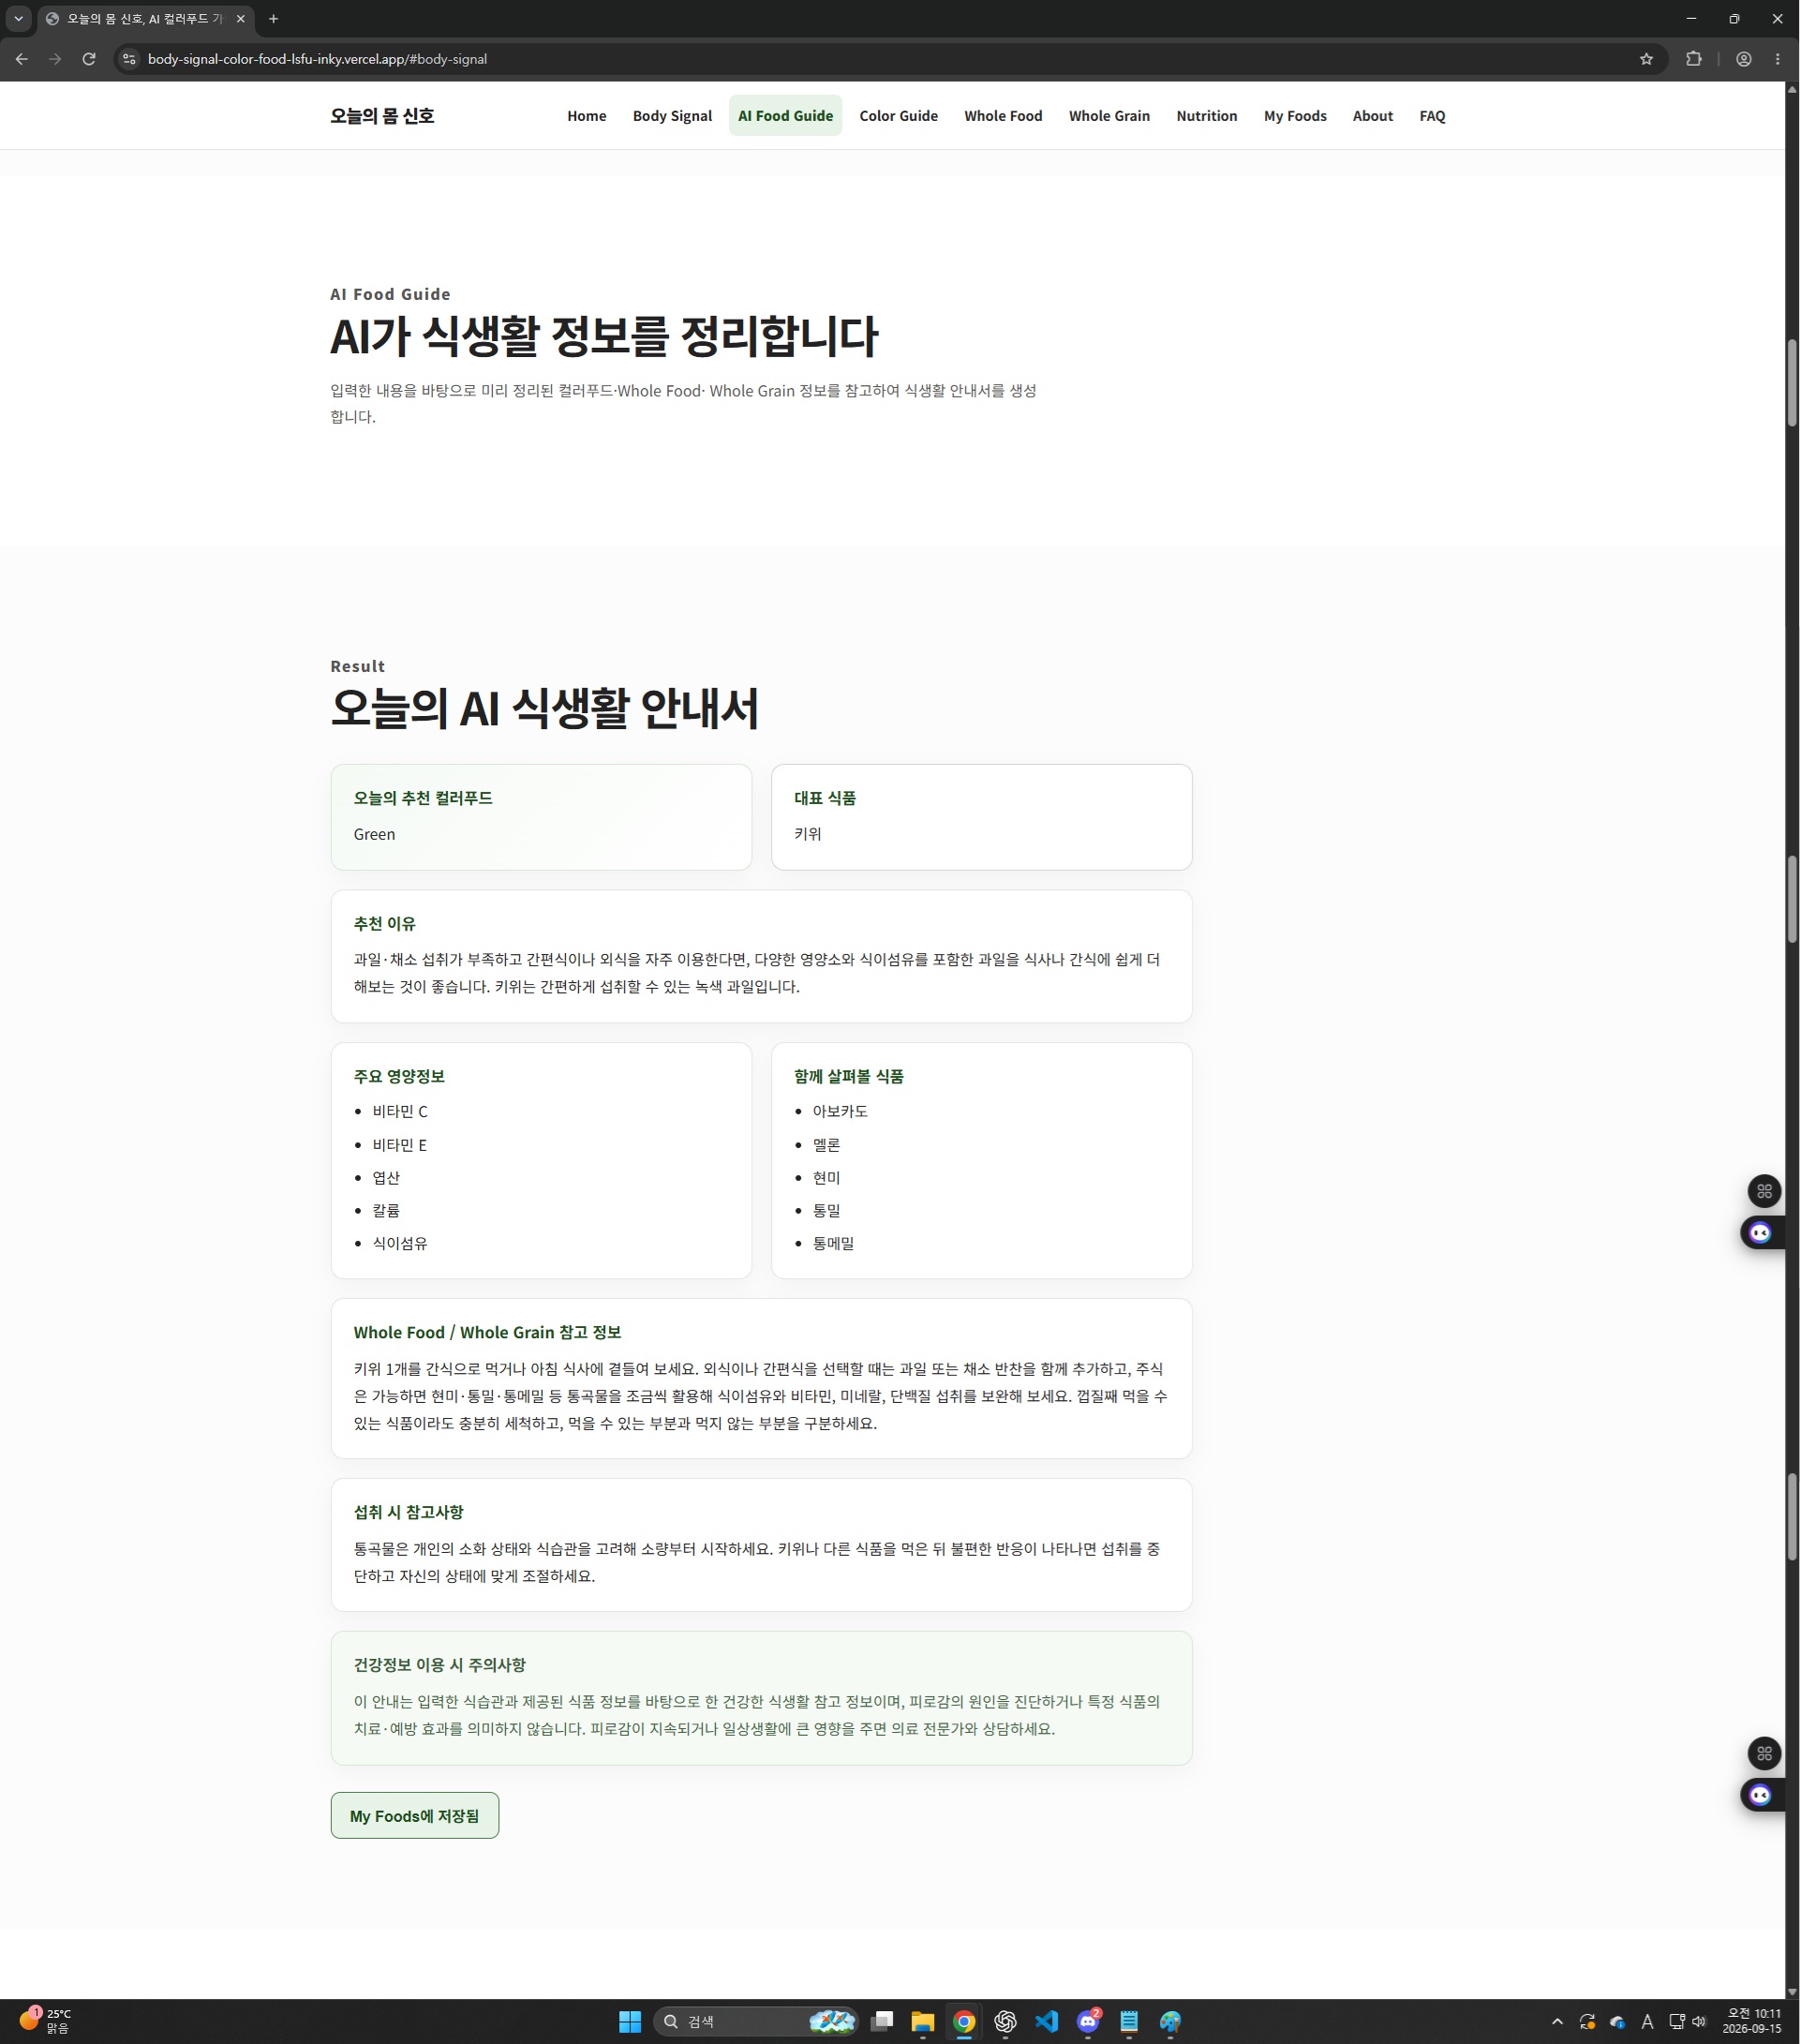 오늘의 몸 신호, AI 컬러푸드 가
body-signal-color-food-lsfu-inky.vercel.app/#body-signal
오늘의 몸 신호
Home
Body Signal
AI Food Guide
Color Guide
Whole Food
Whole Grain
Nutrition
My Foods
About
FAQ
AI Food Guide
AI가 식생활 정보를 정리합니다
입력한 내용을 바탕으로 미리 정리된 컬러푸드·Whole Food· Whole Grain 정보를 참고하여 식생활 안내서를 생성
합니다.
Result
오늘의 AI 식생활 안내서
오늘의 추천 컬러푸드
Green
대표 식품
키위
추천 이유
과일·채소 섭취가 부족하고 간편식이나 외식을 자주 이용한다면, 다양한 영양소와 식이섬유를 포함한 과일을 식사나 간식에 쉽게 더
해보는 것이 좋습니다. 키위는 간편하게 섭취할 수 있는 녹색 과일입니다.
주요 영양정보
• 비타민 C
• 비타민 E
• 엽산
• 칼륨
• 식이섬유
함께 살펴볼 식품
• 아보카도
• 멜론
• 현미
• 통밀
• 통메밀
Whole Food / Whole Grain 참고 정보
키위 1개를 간식으로 먹거나 아침 식사에 곁들여 보세요. 외식이나 간편식을 선택할 때는 과일 또는 채소 반찬을 함께 추가하고, 주식
은 가능하면 현미·통밀·통메밀 등 통곡물을 조금씩 활용해 식이섬유와 비타민, 미네랄, 단백질 섭취를 보완해 보세요. 껍질째 먹을 수
있는 식품이라도 충분히 세척하고, 먹을 수 있는 부분과 먹지 않는 부분을 구분하세요.
섭취 시 참고사항
통곡물은 개인의 소화 상태와 식습관을 고려해 소량부터 시작하세요. 키위나 다른 식품을 먹은 뒤 불편한 반응이 나타나면 섭취를 중
단하고 자신의 상태에 맞게 조절하세요.
건강정보 이용 시 주의사항
이 안내는 입력한 식습관과 제공된 식품 정보를 바탕으로 한 건강한 식생활 참고 정보이며, 피로감의 원인을 진단하거나 특정 식품의
치료·예방 효과를 의미하지 않습니다. 피로감이 지속되거나 일상생활에 큰 영향을 주면 의료 전문가와 상담하세요.
My Foods에 저장됨
1
25°C
맑음
검색
2
A
오전 10:11
2026-09-15